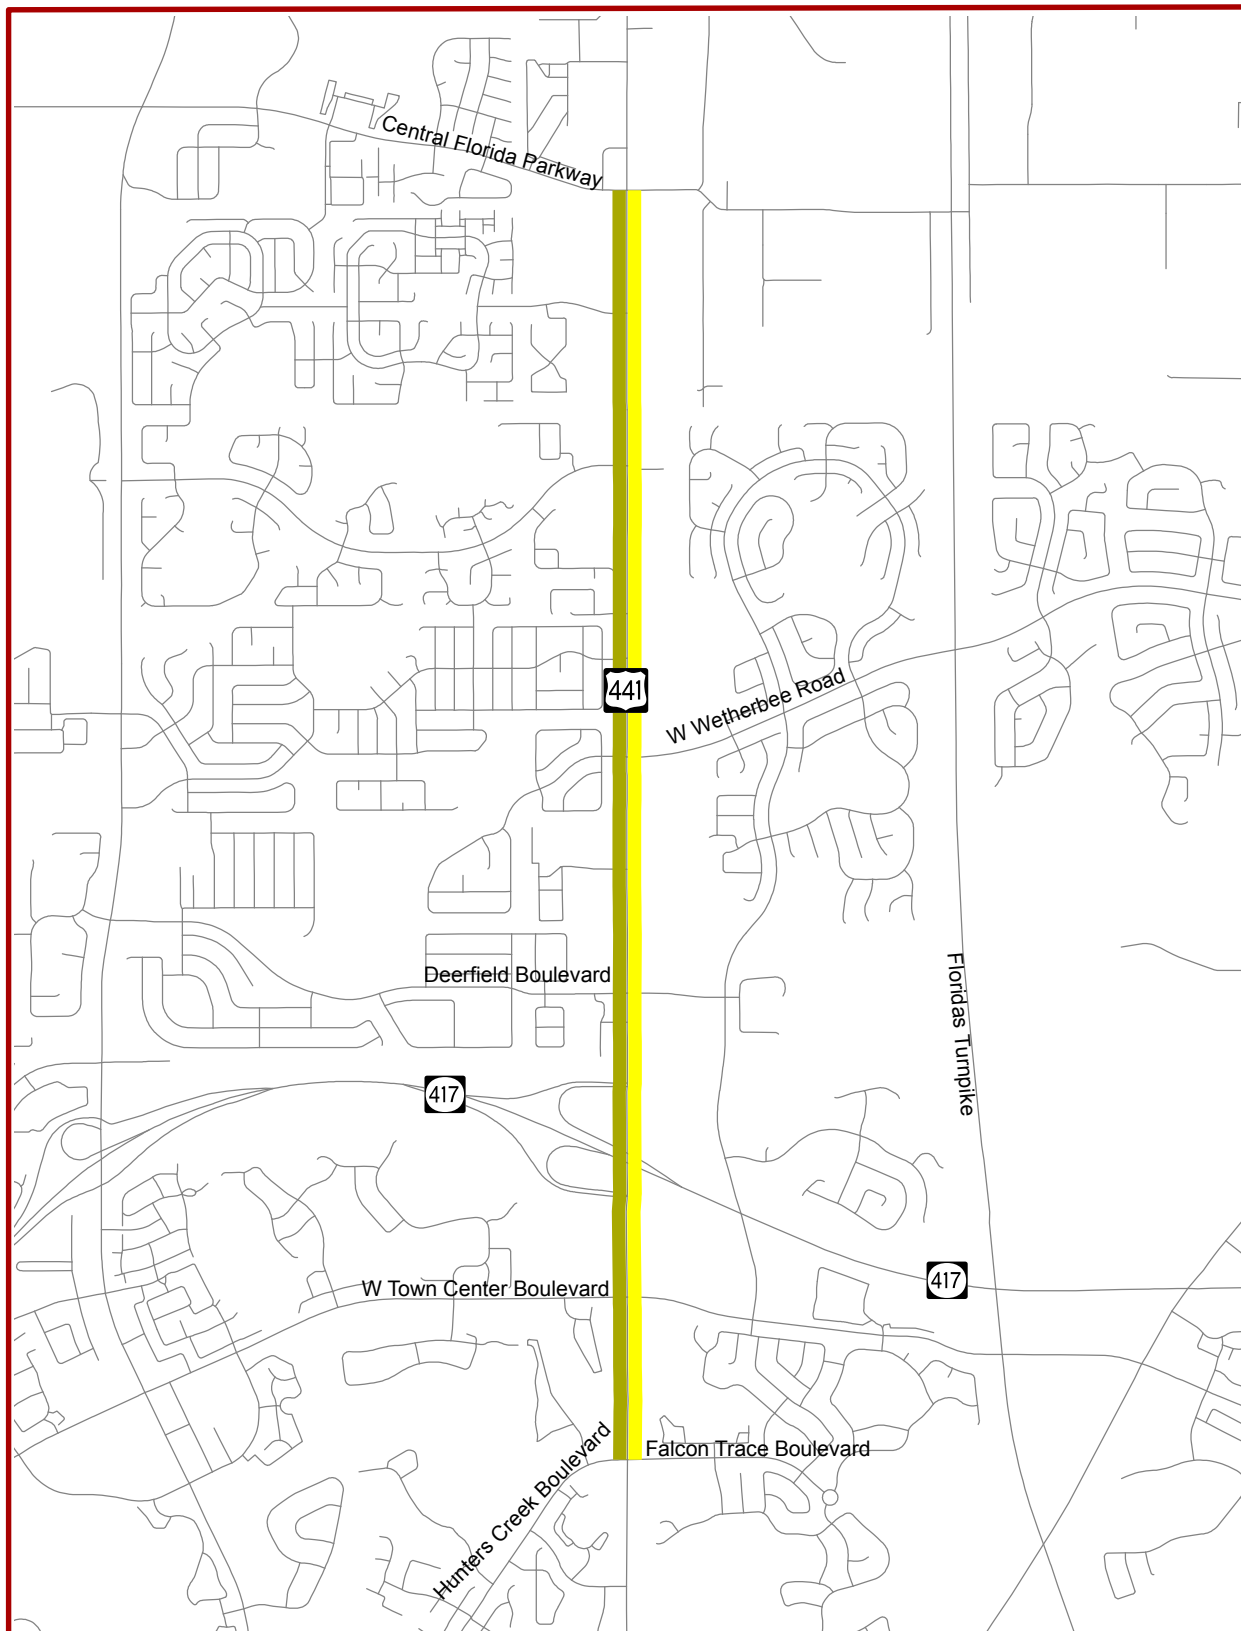 Central Florida Parkway
441
W Wetherbee Road
Deerfield Boulevard
Floridas Turnpike
417
417
W Town Center Boulevard
Hunters Creek Boulevard
Falcon Trace Boulevard